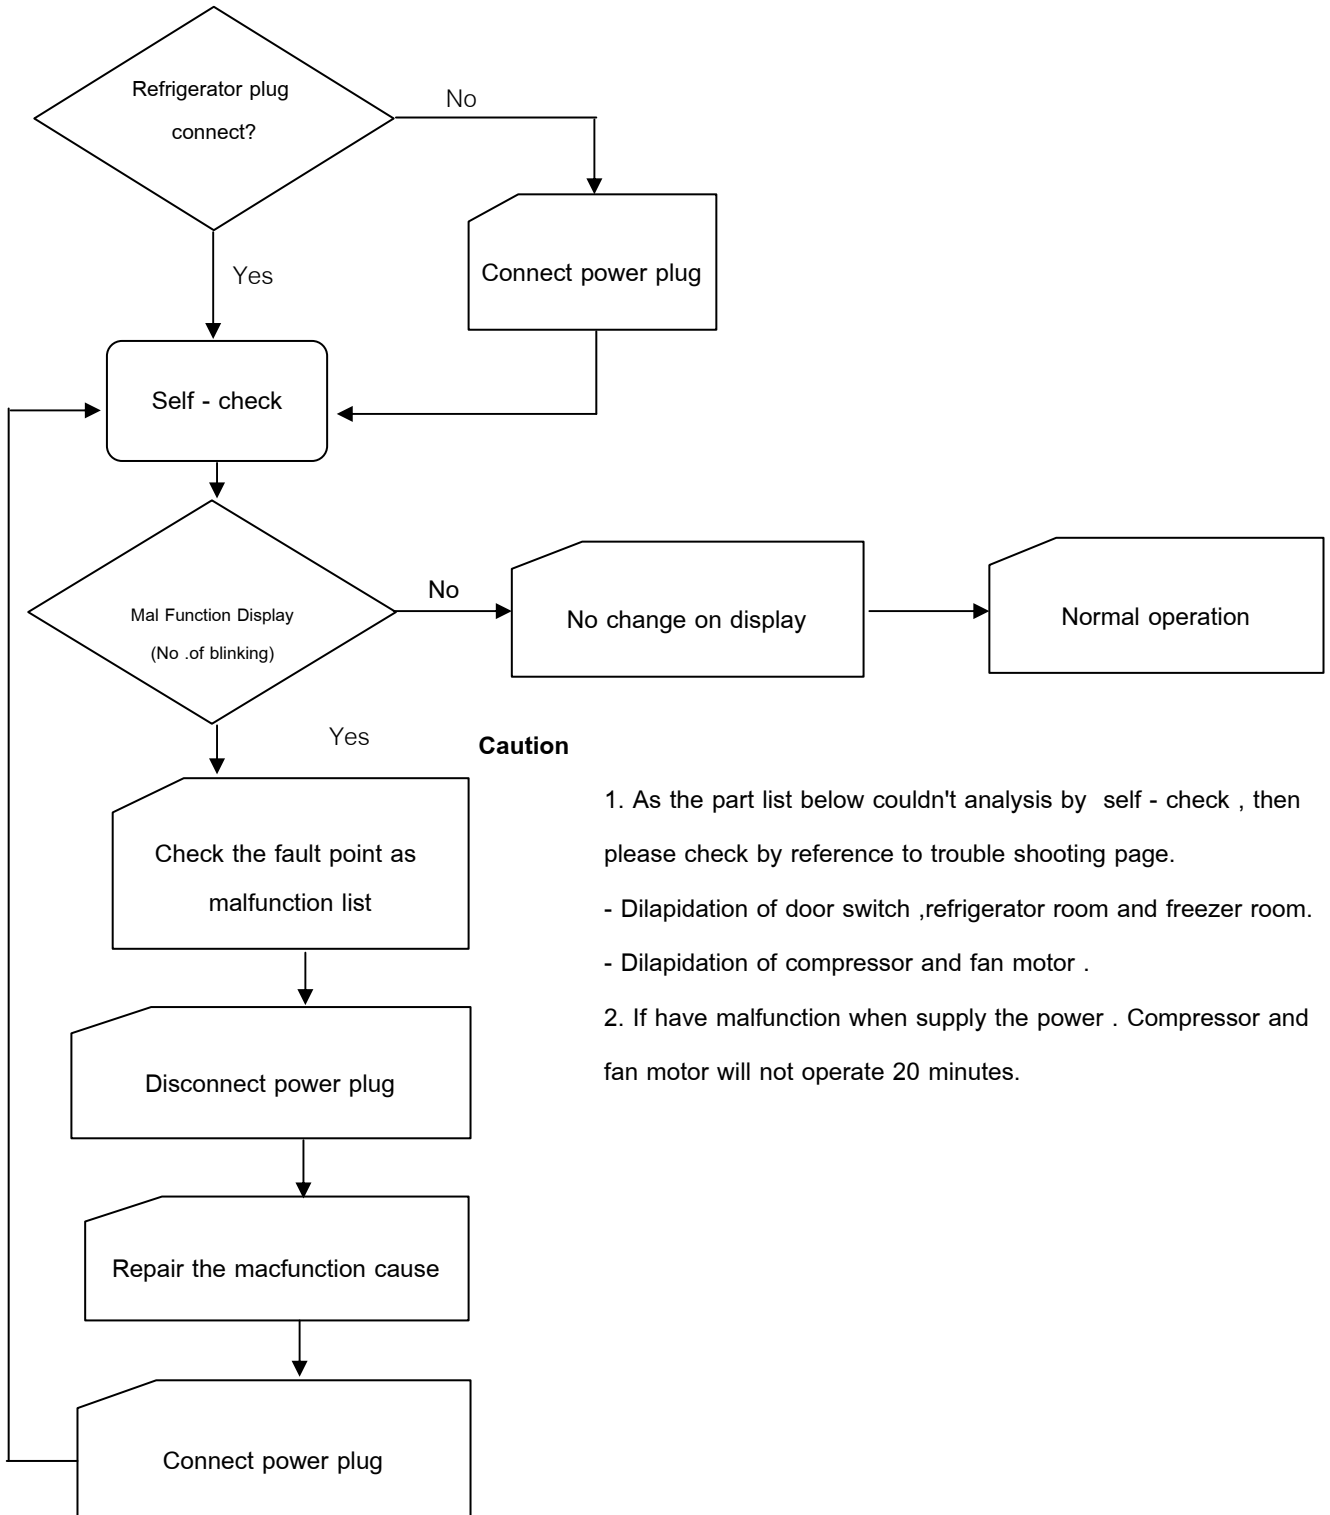 Refrigerator plug
connect?
No
Connect power plug
Yes
Self - check
Mal Function Display
(No .of blinking)
No
No change on display
Normal operation
Yes
Caution
1. As the part list below couldn't analysis by  self - check , then
please check by reference to trouble shooting page.
- Dilapidation of door switch ,refrigerator room and freezer room.
- Dilapidation of compressor and fan motor .
2. If have malfunction when supply the power . Compressor and
fan motor will not operate 20 minutes.
Check the fault point as
malfunction list
Disconnect power plug
Repair the macfunction cause
Connect power plug